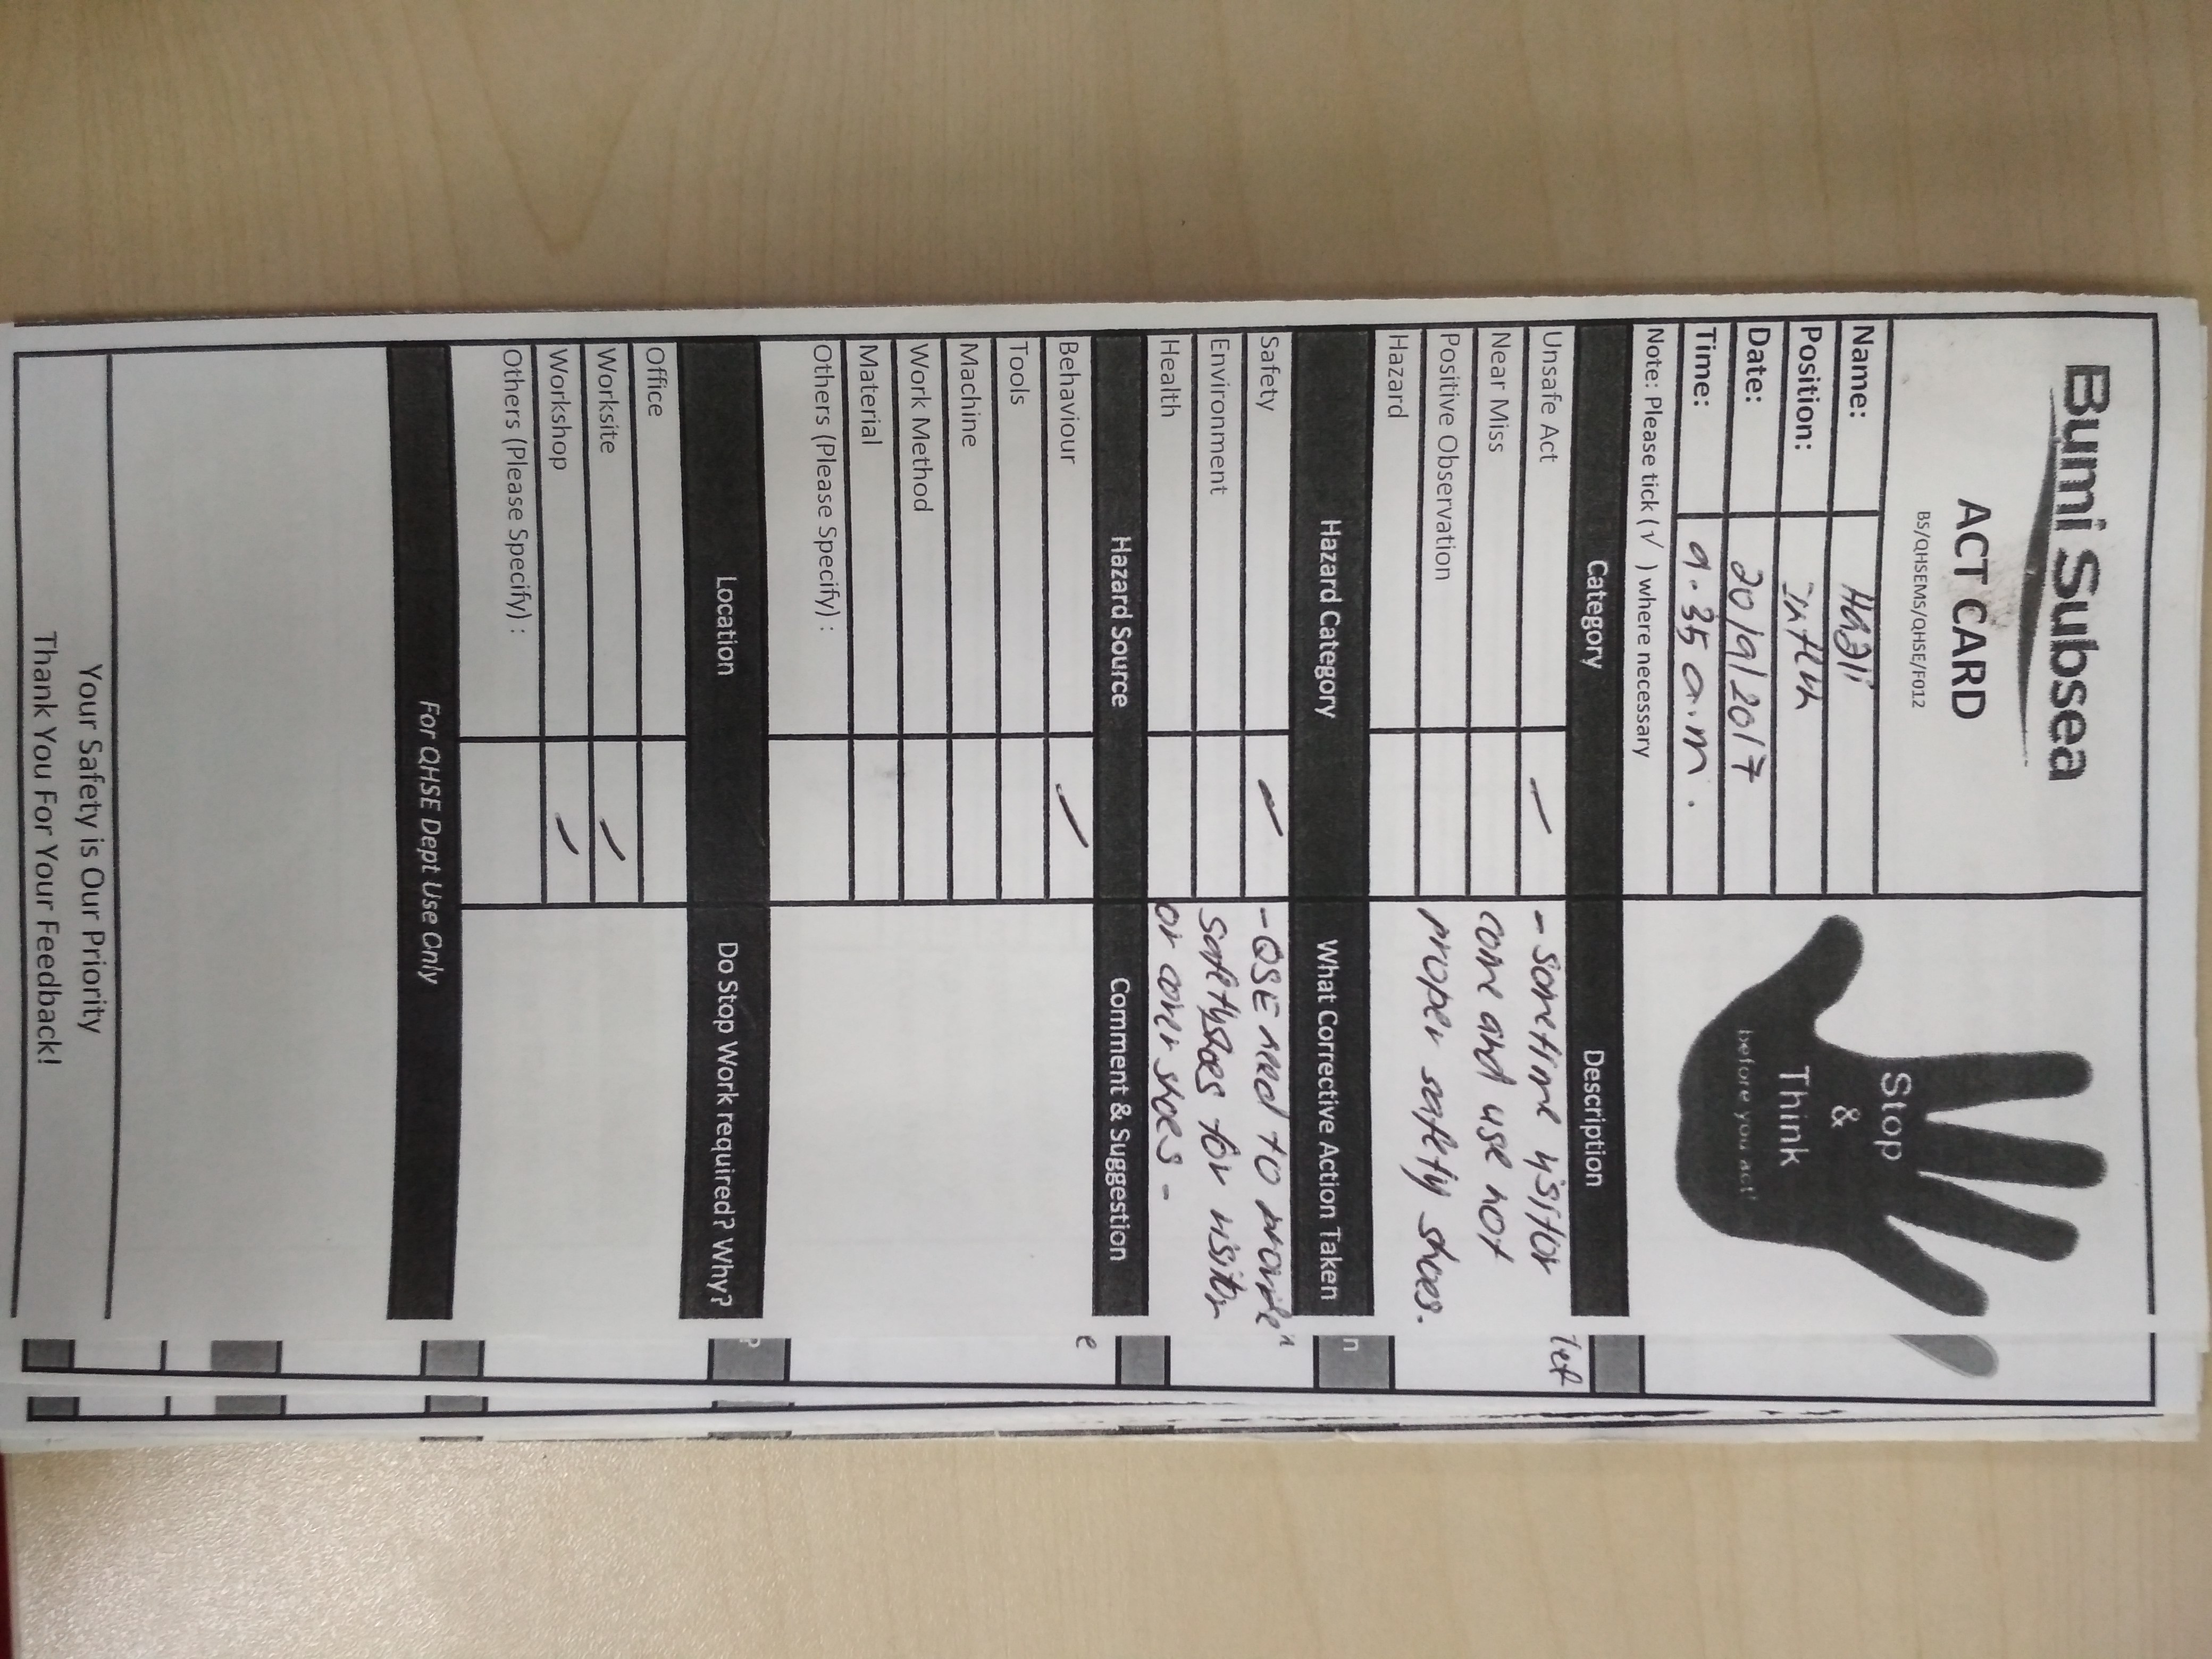 Bumi Subsea
ACT CARD
BS/QHSEMS/QHSE/F012
Stop
&
Think
before you act!
Name: Hazli
Position:
Date: 20/9/2017
Time: 9.35 a.m.
Note: Please tick (√ ) where necessary
Category Description
Unsafe Act ✓
Near Miss
Positive Observation
Hazard
- Sometime visitor
come and use not
proper safety shoes.
Hazard Category What Corrective Action Taken
Safety ✓
Environment
Health
- QSE need to provide
safety shoes for visitor
or cover shoes -
Hazard Source Comment & Suggestion
Behaviour ✓
Tools
Machine
Work Method
Material
Others (Please Specify) :
Location Do Stop Work required? Why?
Office
Worksite ✓
Workshop ✓
Others (Please Specify) :
For QHSE Dept Use Only
Your Safety is Our Priority
Thank You For Your Feedback!